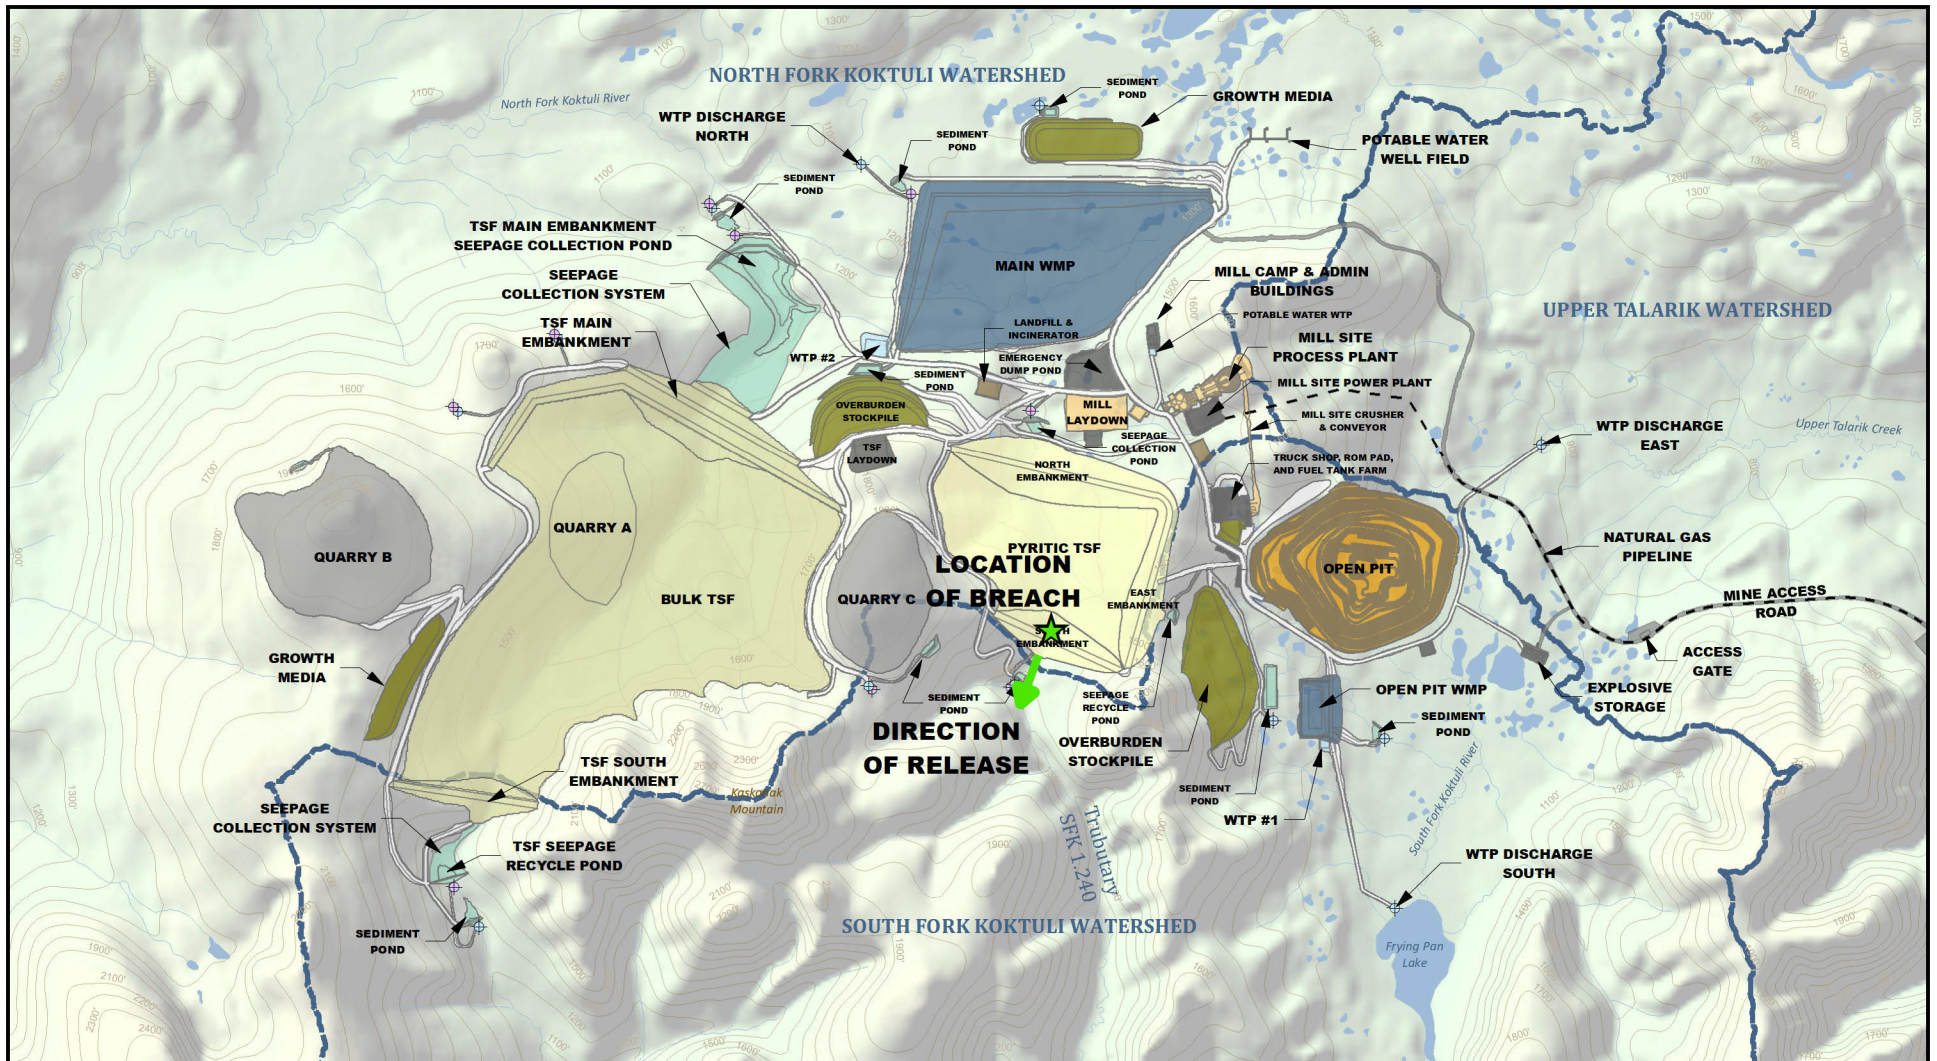 NORTH FORK KOKTULI WATERSHED
North Fork Koktuli River
SEDIMENT
POND
GROWTH MEDIA
WTP DISCHARGE
NORTH
SEDIMENT
POND
POTABLE WATER
WELL FIELD
SEDIMENT
POND
TSF MAIN EMBANKMENT
SEEPAGE COLLECTION POND
SEEPAGE
COLLECTION SYSTEM
TSF MAIN
EMBANKMENT
MAIN WMP
MILL CAMP & ADMIN
BUILDINGS
POTABLE WATER WTP
UPPER TALARIK WATERSHED
LANDFILL &
INCINERATOR
WTP #2
EMERGENCY
DUMP POND
MILL SITE
PROCESS PLANT
SEDIMENT
POND
MILL SITE POWER PLANT
OVERBURDEN
STOCKPILE
MILL
LAYDOWN
MILL SITE CRUSHER
& CONVEYOR
WTP DISCHARGE
EAST
Upper Talarik Creek
TSF
LAYDOWN
SEEPAGE
COLLECTION
POND
NORTH
EMBANKMENT
TRUCK SHOP, ROM PAD,
AND FUEL TANK FARM
QUARRY A
QUARRY B
PYRITIC TSF
LOCATION
OF BREACH
OPEN PIT
NATURAL GAS
PIPELINE
BULK TSF
QUARRY C
EAST
EMBANKMENT
MINE ACCESS
ROAD
EMBANKMENT
GROWTH
MEDIA
ACCESS
GATE
SEDIMENT
POND
SEEPAGE
RECYCLE
POND
OPEN PIT WMP
EXPLOSIVE
STORAGE
SEDIMENT
POND
DIRECTION
OF RELEASE
OVERBURDEN
STOCKPILE
TSF SOUTH
EMBANKMENT
Kaskanak
Mountain
SEDIMENT
POND
WTP #1
South Fork Koktuli River
SEEPAGE
COLLECTION SYSTEM
TSF SEEPAGE
RECYCLE POND
Trubutary
SFK 1.240
WTP DISCHARGE
SOUTH
SOUTH FORK KOKTULI WATERSHED
SEDIMENT
POND
Frying Pan
Lake